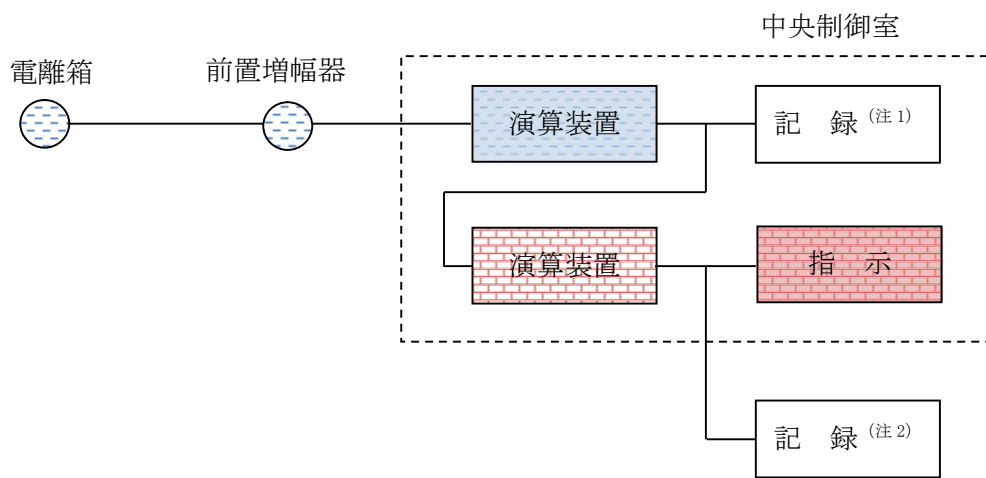 中央制御室
電離箱
前置増幅器
演算装置
記 録 (注 1)
演算装置
指 示
記 録 (注 2)